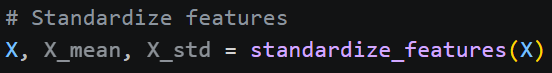 # Standardize features
X, X_mean, X_std = standardize_features(X)